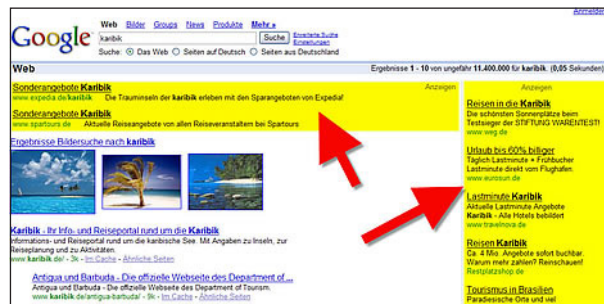 Anmelden
Web Bilder Groups News Produkte Mehr »
Google
karibik Suche Erweiterte Suche
Einstellungen
Suche: Das Web Seiten auf Deutsch Seiten aus Deutschland
Web Ergebnisse 1 - 10 von ungefähr 11.400.000 für karibik. (0,05 Sekunden)
Sonderangebote Karibik Anzeigen
www.expedia.de/karibik Die Trauminseln der karibik erleben mit den Sparangeboten von Expedia!
Sonderangebote Karibik
www.spartours.de Aktuelle Reiseangebote von allen Reiseveranstaltern bei Spartours
Ergebnisse Bildersuche nach karibik
Karibik - Ihr Info- und Reiseportal rund um die Karibik
nformations- und Reiseportal rund um die karibische See. Mit Angaben zu Inseln, zur
Reiseplanung und zu Aktivitäten.
www.karibik.de/ - 3k - Im Cache - Ähnliche Seiten
Antigua and Barbuda - Die offizielle Webseite des Department of ...
Antigua and Barbuda - Die offizielle Webseite des Department of Tourism.
www.karibik.de/antigua-barbuda/ - 9k - Im Cache - Ähnliche Seiten
Anzeigen
Reisen in die Karibik
Die schönsten Sonnenplätze beim
Testsieger der STIFTUNG WARENTEST!
www.weg.de
Urlaub bis 60% billiger
Täglich Lastminute + Frühbucher
Lastminute direkt vom Flughafen.
www.eurosun.de
Lastminute Karibik
Aktuelle Lastminute Angebote
Karibik - Alle Hotels bebildert
www.travelnova.de
Reisen Karibik
Ca. 4 Mio. Angebote sofort buchbar.
Warum mehr zahlen? Reinschauen!
Restplatzshop.de
Tourismus in Brasilien
Paradiesische Orte und viel